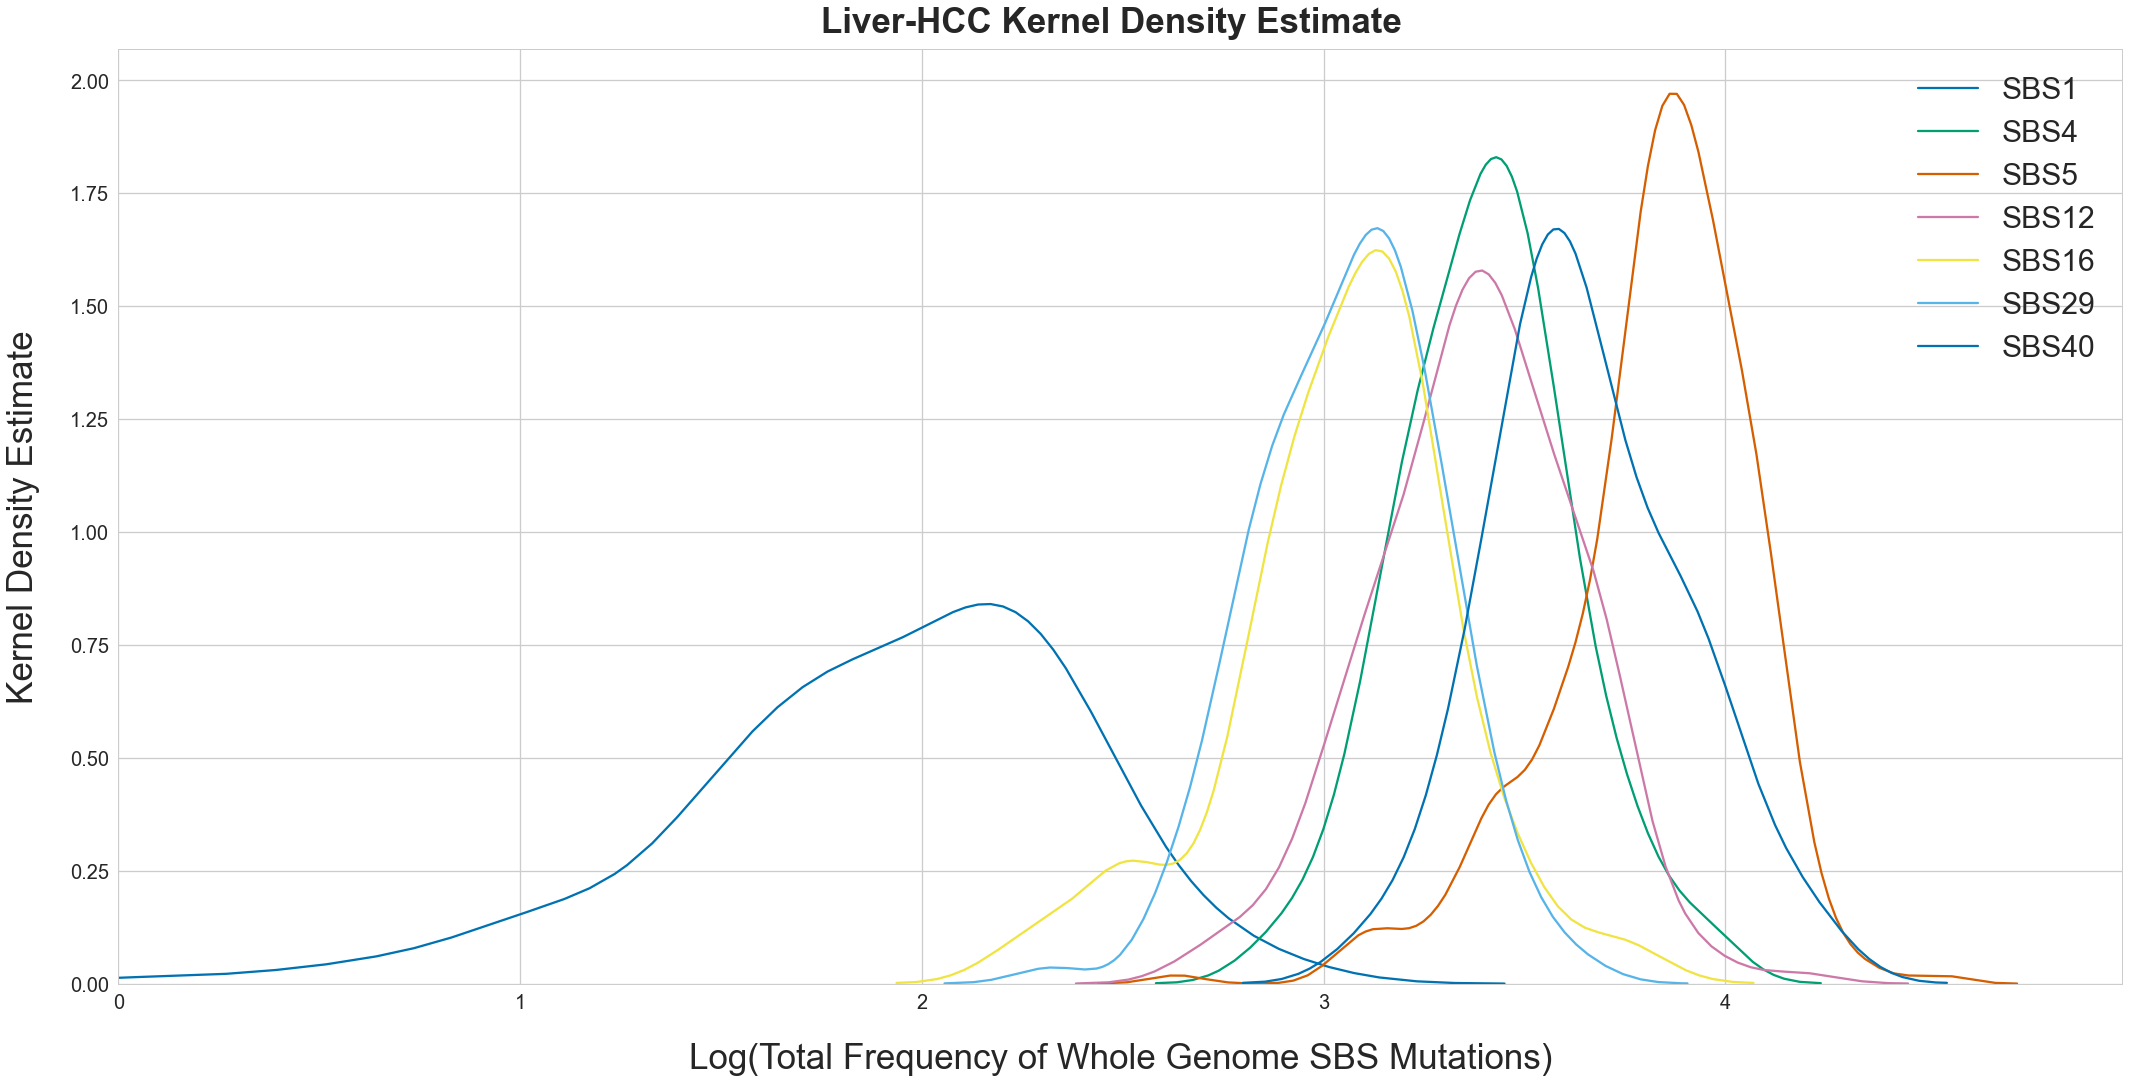 Liver-HCC Kernel Density Estimate
Kernel Density Estimate
2.00
1.75
1.50
1.25
1.00
0.75
0.50
0.25
0.00
0
1
2
3
4
Log(Total Frequency of Whole Genome SBS Mutations)
SBS1
SBS4
SBS5
SBS12
SBS16
SBS29
SBS40